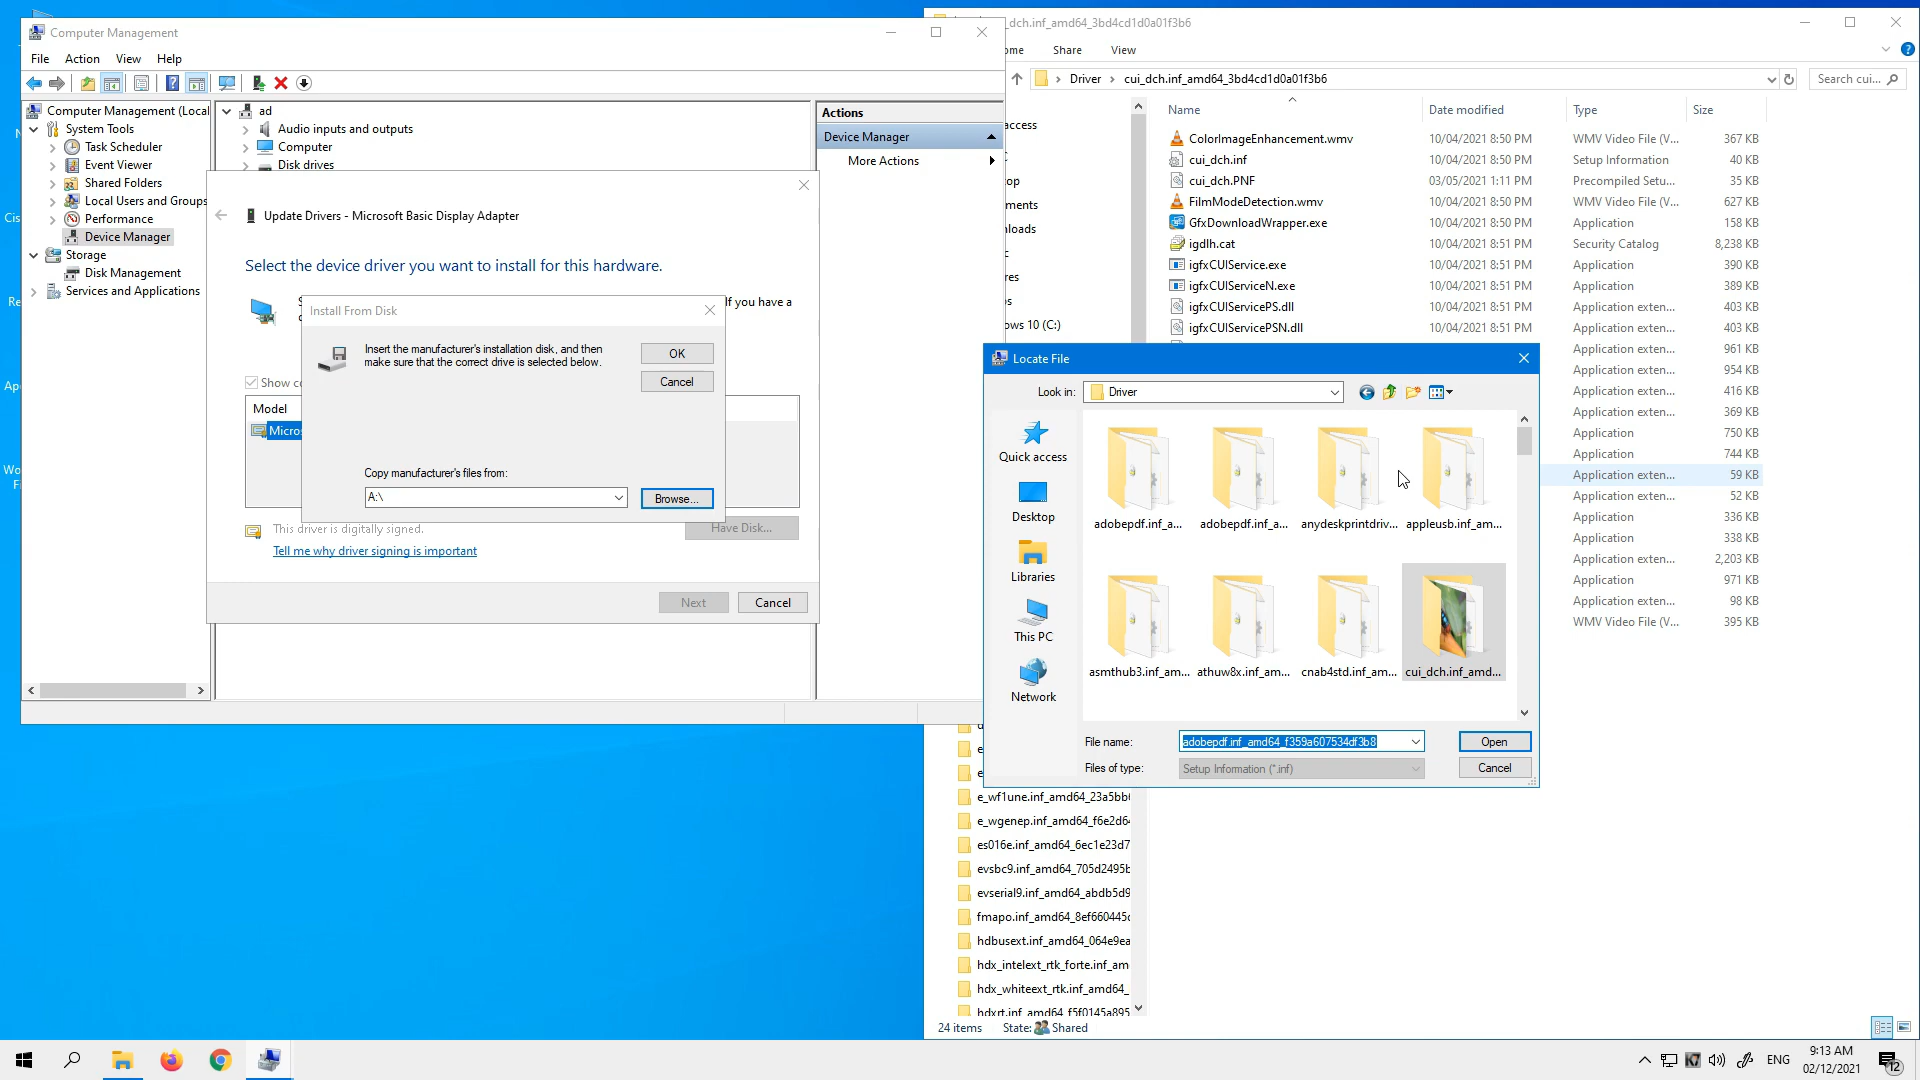 Computer Management
File
Action
View
Help
Computer Management (Local
System Tools
Task Scheduler
Event Viewer
Shared Folders
Local Users and Groups
Performance
Device Manager
Storage
Disk Management
Services and Applications
ad
Audio inputs and outputs
Computer
Disk drives
Actions
Device Manager
More Actions
Update Drivers - Microsoft Basic Display Adapter
Select the device driver you want to install for this hardware.
If you have a
Show co
Model
Micros
This driver is digitally signed.
Have Disk...
Tell me why driver signing is important
Next
Cancel
Install From Disk
Insert the manufacturer's installation disk, and then
make sure that the correct drive is selected below.
OK
Cancel
Copy manufacturer's files from:
A:\
Browse...
_dch.inf_amd64_3bd4cd1d0a01f3b6
ome
Share
View
Driver
cui_dch.inf_amd64_3bd4cd1d0a01f3b6
Search cui...
Name
Date modified
Type
Size
ColorImageEnhancement.wmv 10/04/2021 8:50 PM WMV Video File (V... 367 KB
cui_dch.inf 10/04/2021 8:50 PM Setup Information 40 KB
cui_dch.PNF 03/05/2021 1:11 PM Precompiled Setu... 35 KB
FilmModeDetection.wmv 10/04/2021 8:50 PM WMV Video File (V... 627 KB
GfxDownloadWrapper.exe 10/04/2021 8:50 PM Application 158 KB
igdlh.cat 10/04/2021 8:51 PM Security Catalog 8,238 KB
igfxCUIService.exe 10/04/2021 8:51 PM Application 390 KB
igfxCUIServiceN.exe 10/04/2021 8:51 PM Application 389 KB
igfxCUIServicePS.dll 10/04/2021 8:51 PM Application exten... 403 KB
igfxCUIServicePSN.dll 10/04/2021 8:51 PM Application exten... 403 KB
Application exten... 961 KB
Application exten... 954 KB
Application exten... 416 KB
Application exten... 369 KB
Application 750 KB
Application 744 KB
Application exten... 59 KB
Application exten... 52 KB
Application 336 KB
Application 338 KB
Application exten... 2,203 KB
Application 971 KB
Application exten... 98 KB
WMV Video File (V... 395 KB
access
op
ments
loads
res
ows 10 (C:)
Locate File
Look in:
Driver
Quick access
Desktop
Libraries
This PC
Network
adobepdf.inf_a...
adobepdf.inf_a...
anydeskprintdriv...
appleusb.inf_am...
asmthub3.inf_am...
athuw8x.inf_am...
cnab4std.inf_am...
cui_dch.inf_amd...
File name:
adobepdf.inf_amd64_f359a607534df3b8
Open
Files of type:
Setup Information (*.inf)
Cancel
e_wf1une.inf_amd64_23a5bb
e_wgenep.inf_amd64_f6e2d64
es016e.inf_amd64_6ec1e23d7
evsbc9.inf_amd64_705d2495b
evserial9.inf_amd64_abdb5d9
fmapo.inf_amd64_8ef660445c
hdbusext.inf_amd64_064e9ea
hdx_intelext_rtk_forte.inf_am
hdx_whiteext_rtk.inf_amd64_
hdxrt.inf_amd64_f5f0145a895
24 items
State:
Shared
ENG
9:13 AM
02/12/2021
12